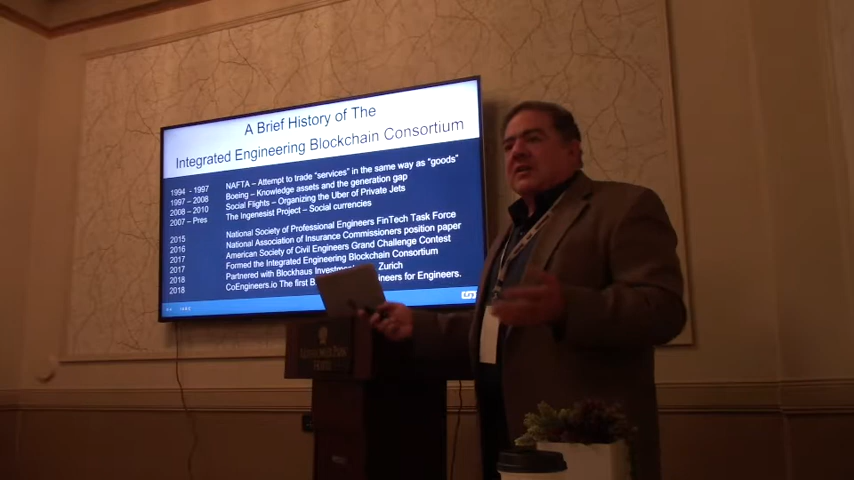 A Brief History of The
Integrated Engineering Blockchain Consortium
1994 - 1997 NAFTA – Attempt to trade “services” in the same way as “goods”
1997 – 2008 Boeing – Knowledge assets and the generation gap
2008 – 2010 Social Flights – Organizing the Uber of Private Jets
2007 – Pres The Ingenesist Project – Social currencies
2015 National Society of Professional Engineers FinTech Task Force
2016 National Association of Insurance Commissioners position paper
2017 American Society of Civil Engineers Grand Challenge Contest
2017 Formed the Integrated Engineering Blockchain Consortium
2018 Partnered with Blockhaus Zurich
2018 CoEngineers.io The first for Engineers.